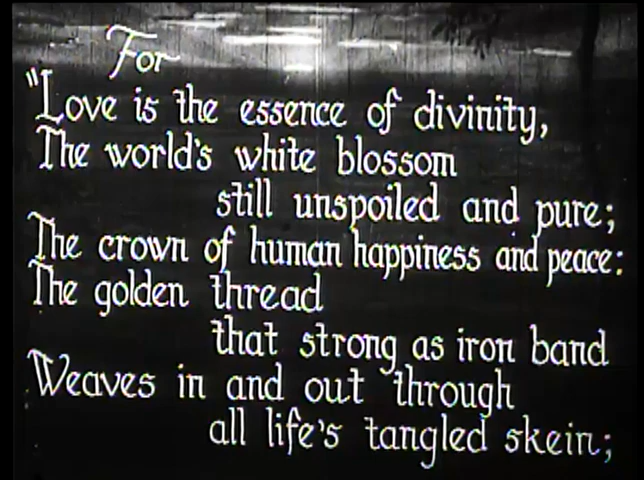 For
"Love is the essence of divinity,
The world's white blossom
still unspoiled and pure;
The crown of human happiness and peace:
The golden thread
that strong as iron band
Weaves in and out through
all life's tangled skein;